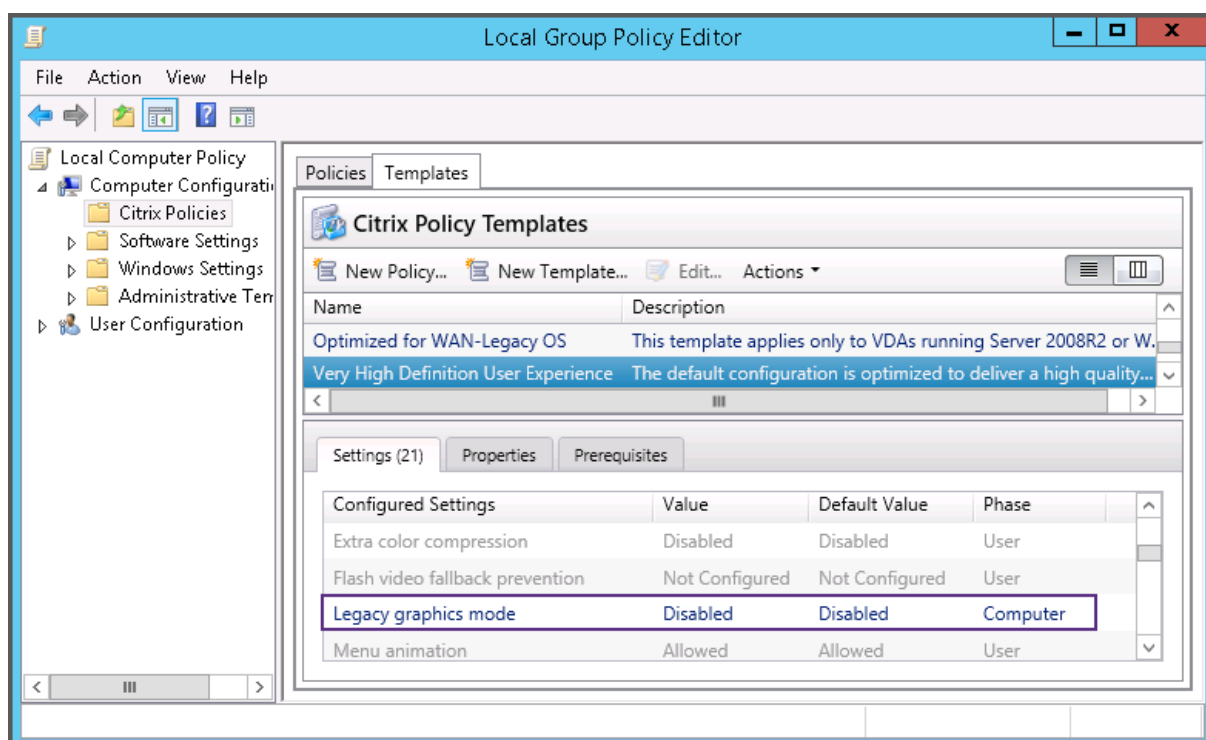 Local Group Policy Editor
File Action View Help
Local Computer Policy
Computer Configurati
Citrix Policies
Software Settings
Windows Settings
Administrative Tem
User Configuration
Policies Templates
Citrix Policy Templates
New Policy... New Template... Edit... Actions
Name Description
Optimized for WAN-Legacy OS This template applies only to VDAs running Server 2008R2 or W.
Very High Definition User Experience The default configuration is optimized to deliver a high quality...
Settings (21) Properties Prerequisites
Configured Settings Value Default Value Phase
Extra color compression Disabled Disabled User
Flash video fallback prevention Not Configured Not Configured User
Legacy graphics mode Disabled Disabled Computer
Menu animation Allowed Allowed User